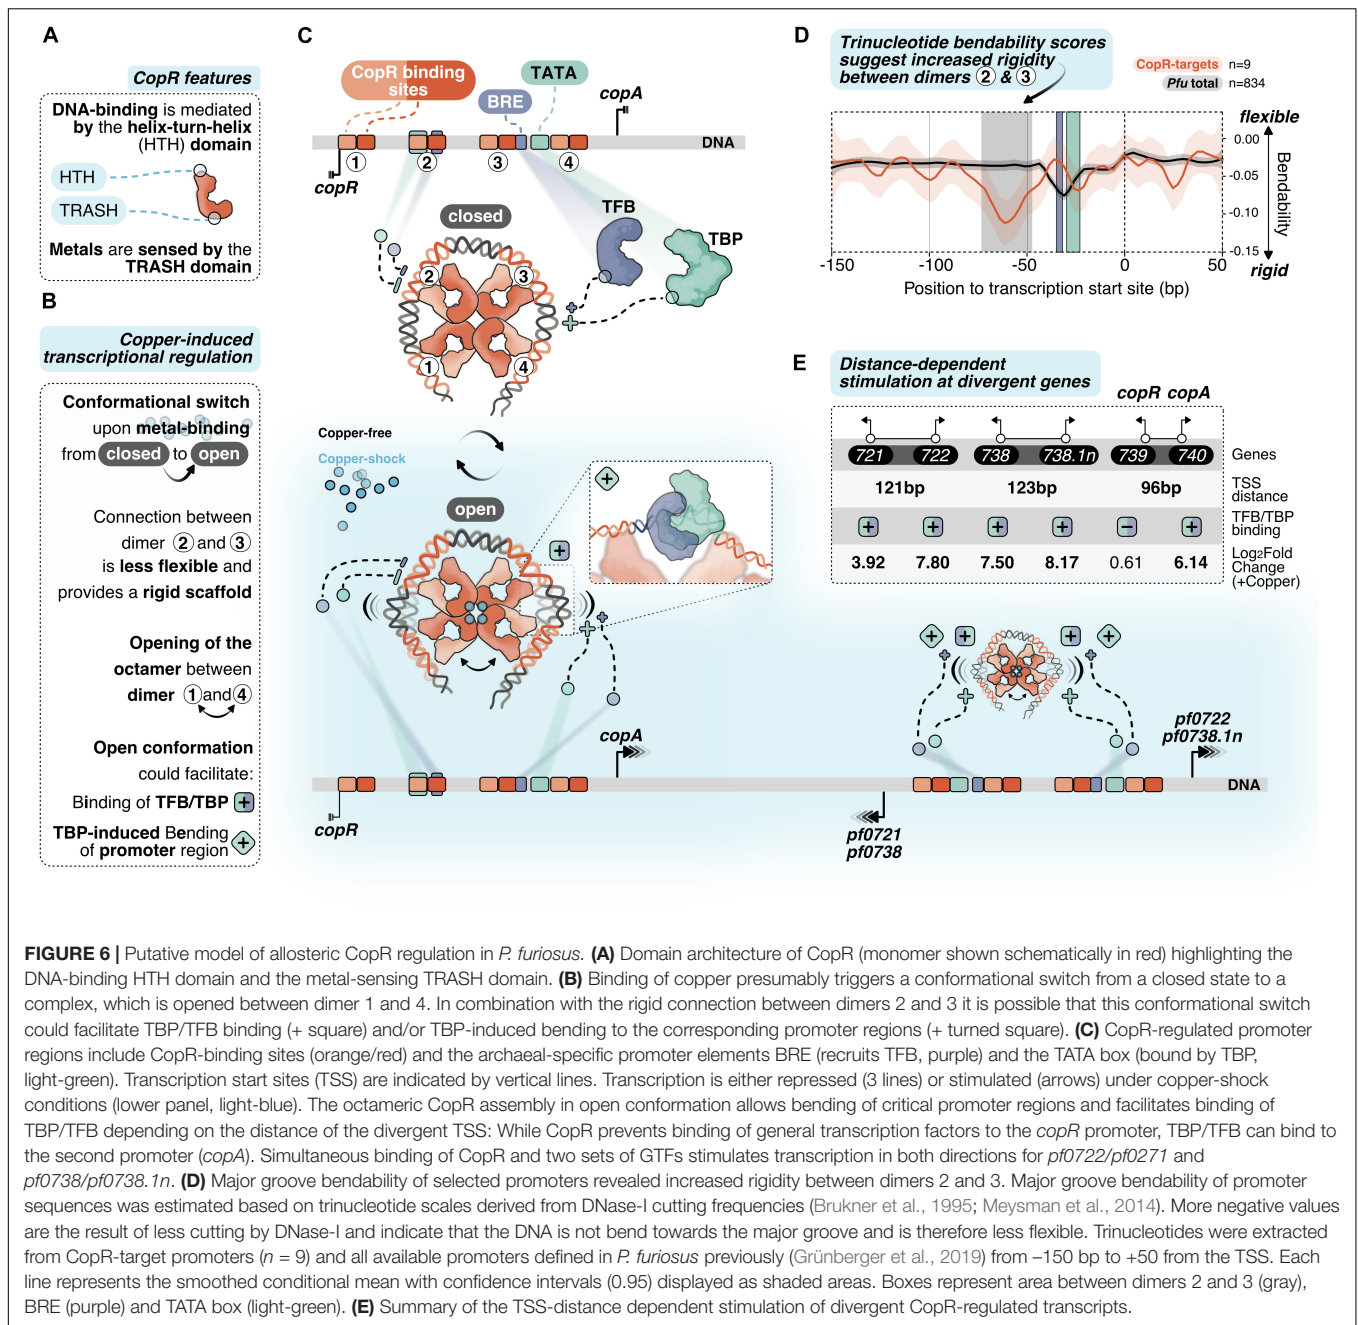 A
CopR features
DNA-binding is mediated
by the helix-turn-helix
(HTH) domain
HTH
TRASH
Metals are sensed by the
TRASH domain
B
Copper-induced
transcriptional regulation
Conformational switch
upon metal-binding
from closed to open
Connection between
dimer 2 and 3
is less flexible and
provides a rigid scaffold
Opening of the
octamer between
dimer 1 and 4
Open conformation
could facilitate:
Binding of TFB/TBP +
TBP-induced Bending
of promoter region +
C
CopR binding
sites
TATA
BRE
copA
DNA
1 2 3 4
copR
closed
TFB
TBP
2 3
1 4
Copper-free
Copper-shock
open
copA
copR
pf0722
pf0738.1n
DNA
pf0721
pf0738
D
Trinucleotide bendability scores
suggest increased rigidity
between dimers 2 & 3
CopR-targets n=9
Pfu total n=834
flexible
0.00
-0.05
-0.10
-0.15
Bendability
rigid
-150 -100 -50 0 50
Position to transcription start site (bp)
E
Distance-dependent
stimulation at divergent genes
copR copA
721 722 738 738.1n 739 740 Genes
121bp 123bp 96bp TSS
distance
+ + + + − + TFB/TBP
binding
3.92 7.80 7.50 8.17 0.61 6.14 Log2Fold
Change
(+Copper)
FIGURE 6 | Putative model of allosteric CopR regulation in P. furiosus. (A) Domain architecture of CopR (monomer shown schematically in red) highlighting the
DNA-binding HTH domain and the metal-sensing TRASH domain. (B) Binding of copper presumably triggers a conformational switch from a closed state to a
complex, which is opened between dimer 1 and 4. In combination with the rigid connection between dimers 2 and 3 it is possible that this conformational switch
could facilitate TBP/TFB binding (+ square) and/or TBP-induced bending to the corresponding promoter regions (+ turned square). (C) CopR-regulated promoter
regions include CopR-binding sites (orange/red) and the archaeal-specific promoter elements BRE (recruits TFB, purple) and the TATA box (bound by TBP,
light-green). Transcription start sites (TSS) are indicated by vertical lines. Transcription is either repressed (3 lines) or stimulated (arrows) under copper-shock
conditions (lower panel, light-blue). The octameric CopR assembly in open conformation allows bending of critical promoter regions and facilitates binding of
TBP/TFB depending on the distance of the divergent TSS: While CopR prevents binding of general transcription factors to the copR promoter, TBP/TFB can bind to
the second promoter (copA). Simultaneous binding of CopR and two sets of GTFs stimulates transcription in both directions for pf0722/pf0271 and
pf0738/pf0738.1n. (D) Major groove bendability of selected promoters revealed increased rigidity between dimers 2 and 3. Major groove bendability of promoter
sequences was estimated based on trinucleotide scales derived from DNase-I cutting frequencies (Brukner et al., 1995; Meysman et al., 2014). More negative values
are the result of less cutting by DNase-I and indicate that the DNA is not bend towards the major groove and is therefore less flexible. Trinucleotides were extracted
from CopR-target promoters (n = 9) and all available promoters defined in P. furiosus previously (Grünberger et al., 2019) from −150 bp to +50 from the TSS. Each
line represents the smoothed conditional mean with confidence intervals (0.95) displayed as shaded areas. Boxes represent area between dimers 2 and 3 (gray),
BRE (purple) and TATA box (light-green). (E) Summary of the TSS-distance dependent stimulation of divergent CopR-regulated transcripts.